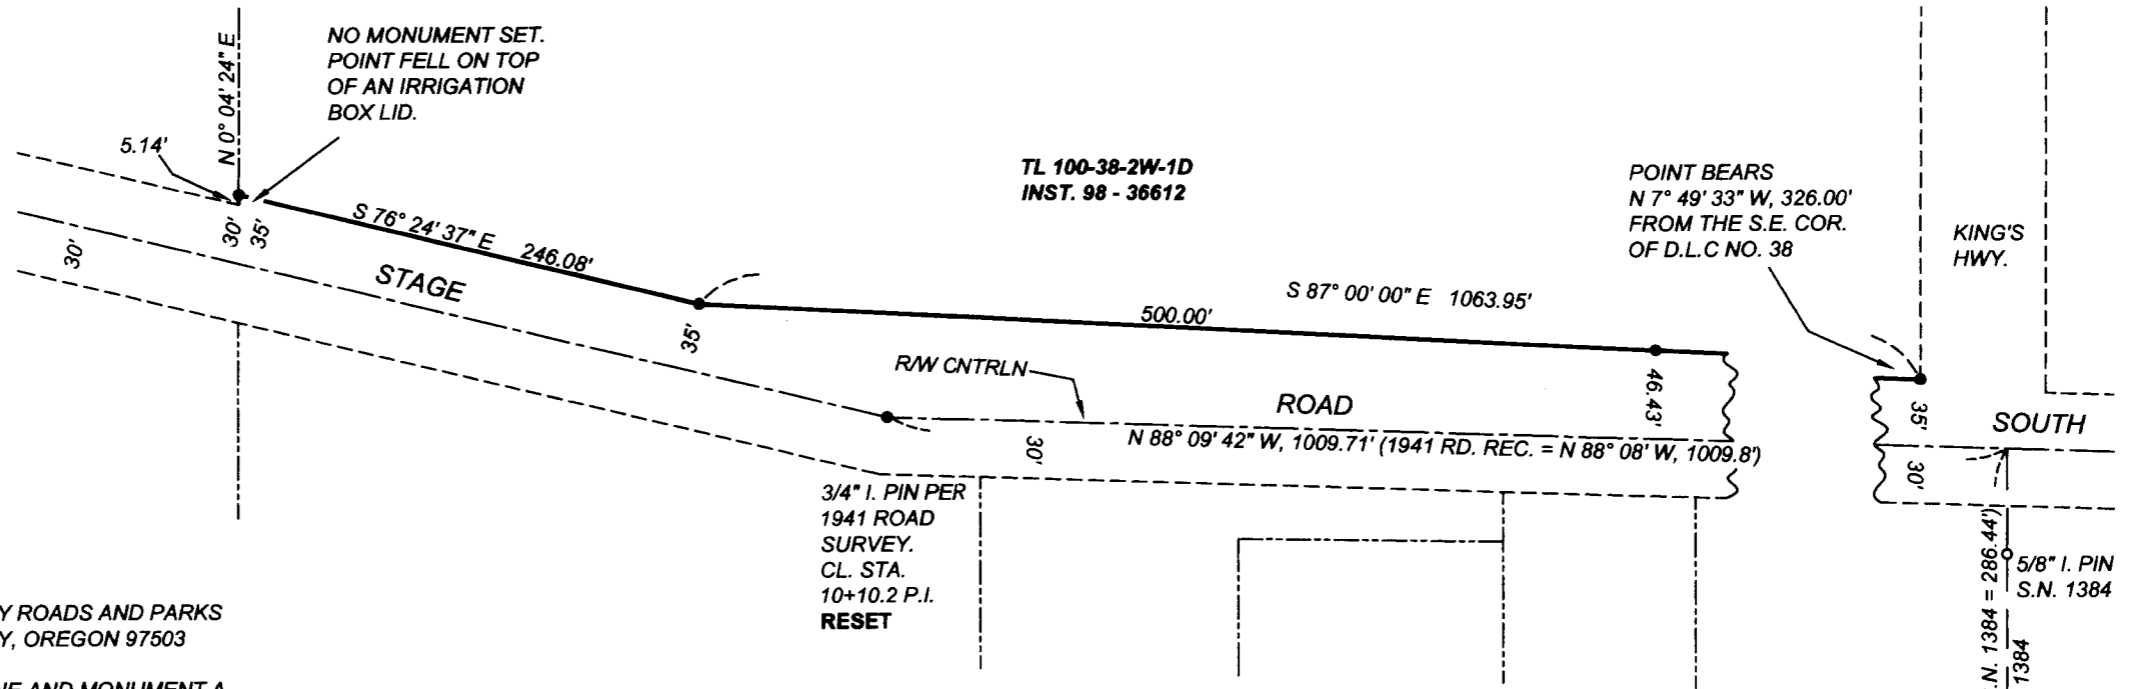 N 0° 04' 24" E
NO MONUMENT SET.
POINT FELL ON TOP
OF AN IRRIGATION
BOX LID.
5.14'
30'
35'
30'
S 76° 24' 37" E 246.08'
STAGE
35'
TL 100-38-2W-1D
INST. 98 - 36612
S 87° 00' 00" E 1063.95'
500.00'
R/W CNTRLN
ROAD
46.43'
30'
N 88° 09' 42" W, 1009.71' (1941 RD. REC. = N 88° 08' W, 1009.8')
POINT BEARS
N 7° 49' 33" W, 326.00'
FROM THE S.E. COR.
OF D.L.C NO. 38
KING'S
HWY.
35'
SOUTH
30'
3/4" I. PIN PER
1941 ROAD
SURVEY.
CL. STA.
10+10.2 P.I.
RESET
5/8" I. PIN
S.N. 1384
.N. 1384 = 286.44')
1384
Y ROADS AND PARKS
Y, OREGON 97503
NE AND MONUMENT A